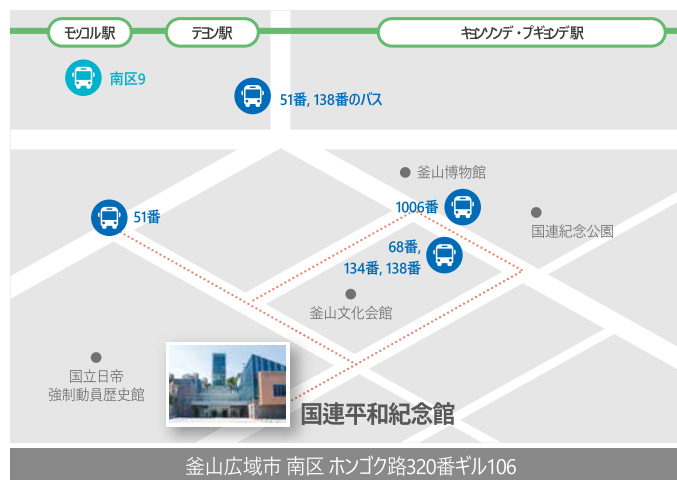 モッコル駅
テヨン駅
キョンソンデ・プギョンデ駅
南区9
51番, 138番のバス
釜山博物館
1006番
51番
国連紀念公園
68番,
134番, 138番
釜山文化会館
国立日帝
強制動員歴史館
国連平和紀念館
釜山広域市 南区 ホンゴク路320番ギル106